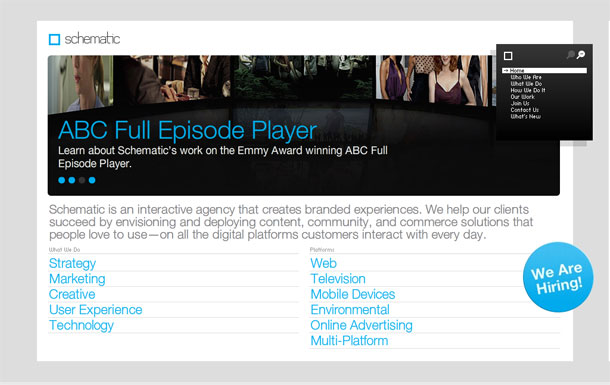 schematic
→ Home
Who We Are
What We Do
How We Do It
Our Work
Join Us
Contact Us
What's New
ABC Full Episode Player
Learn about Schematic's work on the Emmy Award winning ABC Full
Episode Player.
Schematic is an interactive agency that creates branded experiences. We help our clients
succeed by envisioning and deploying content, community, and commerce solutions that
people love to use—on all the digital platforms customers interact with every day.
What We Do
Strategy
Marketing
Creative
User Experience
Technology
Platforms
Web
Television
Mobile Devices
Environmental
Online Advertising
Multi-Platform
We Are
Hiring!